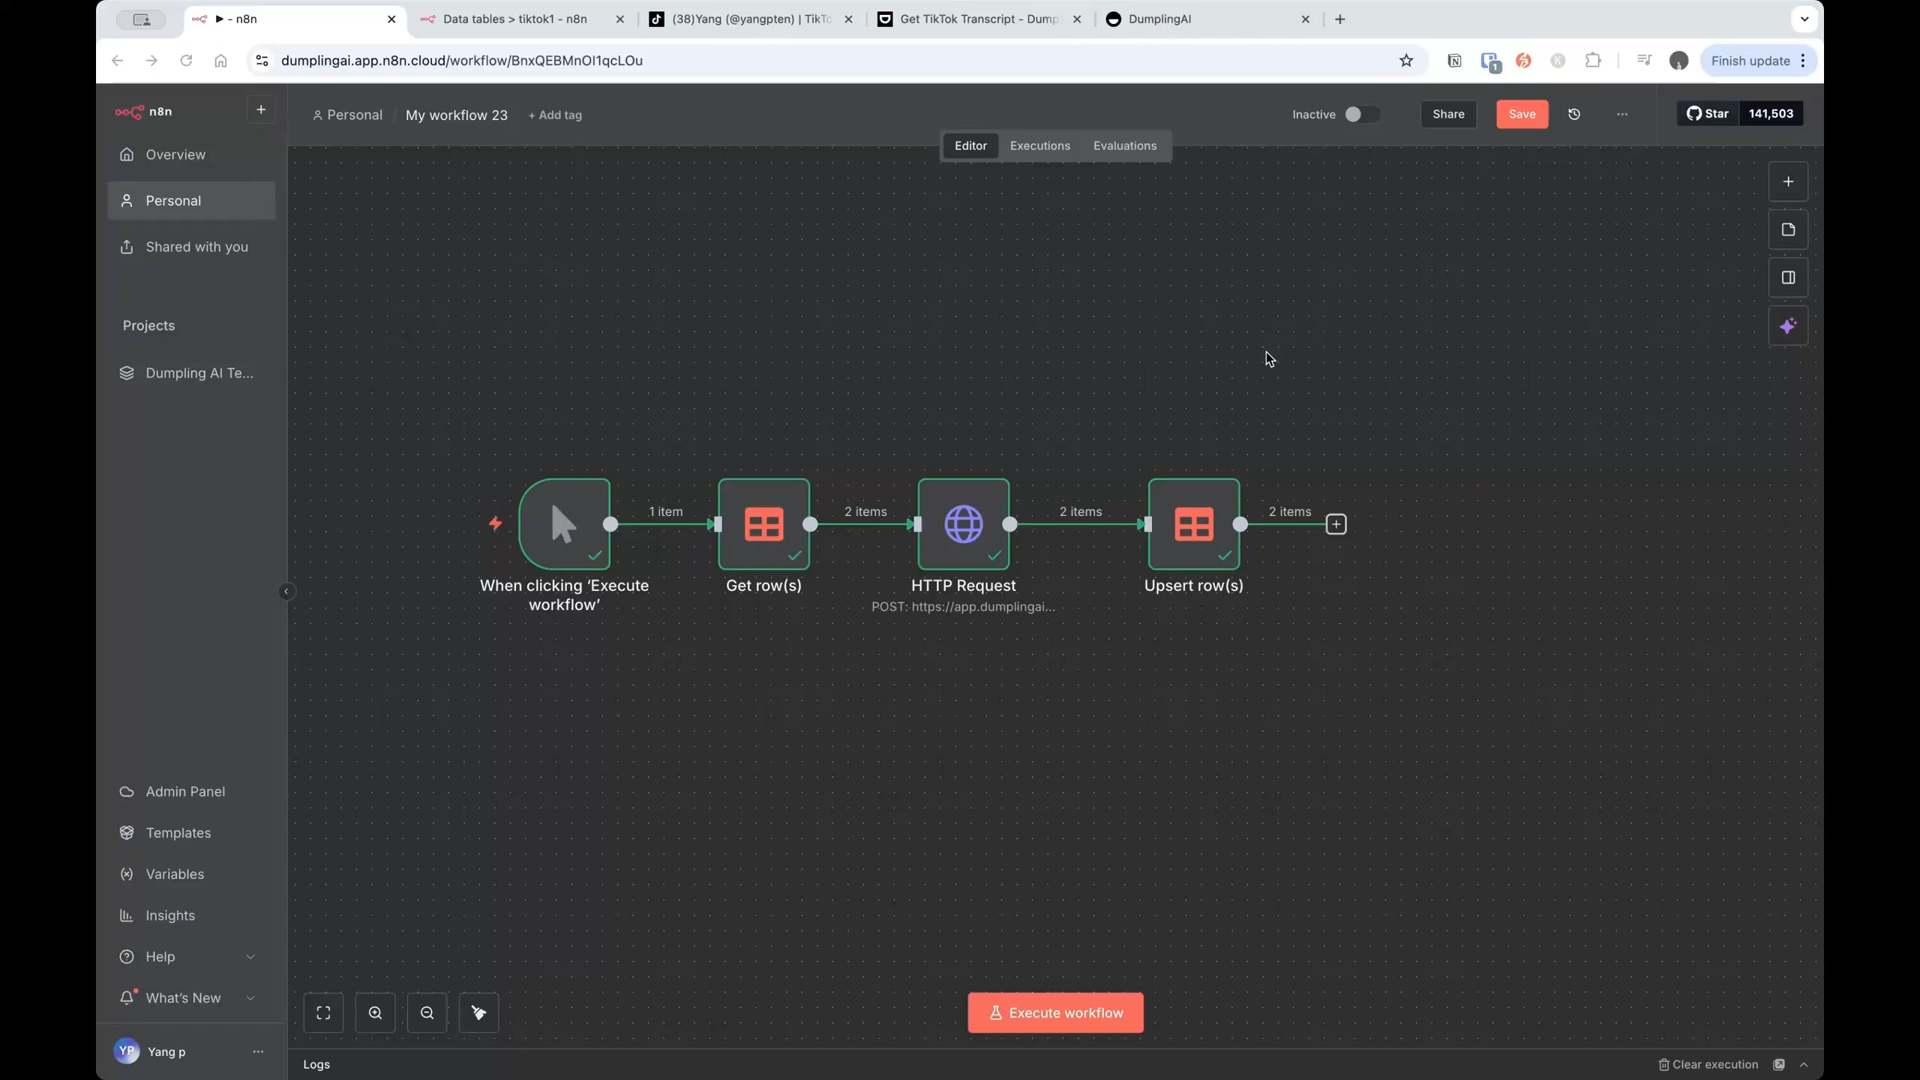 ▶ - n8n
Data tables > tiktok1 - n8n
(38)Yang (@yangpten) | TikTo
Get TikTok Transcript - Dump
DumplingAI
dumplingai.app.n8n.cloud/workflow/BnxQEBMnOI1qcLOu
1
Finish update
n8n
Personal / My workflow 23 + Add tag
Inactive
Share
Save
Star 141,503
Editor
Executions
Evaluations
Overview
Personal
Shared with you
Projects
Dumpling AI Te...
1 item
2 items
2 items
2 items
When clicking ‘Execute
workflow’
Get row(s)
HTTP Request
POST: https://app.dumplingai...
Upsert row(s)
Admin Panel
Templates
Variables
Insights
Help
What's New
YP
Yang p
Execute workflow
Logs
Clear execution